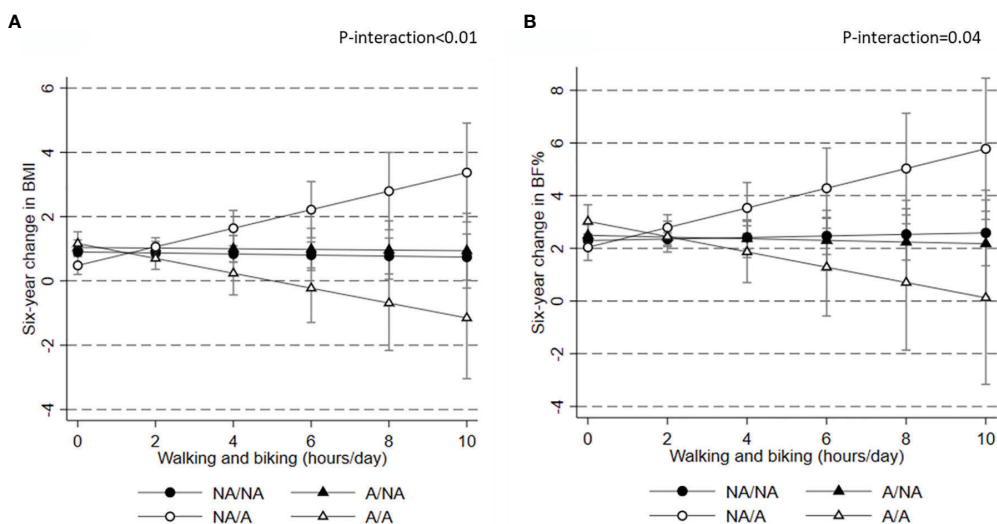 A
P-interaction<0.01
Six-year change in BMI
6
4
2
0
-2
-4
0 2 4 6 8 10
Walking and biking (hours/day)
NA/NA A/NA
NA/A A/A
B
P-interaction=0.04
Six-year change in BF%
8
6
4
2
0
-2
-4
0 2 4 6 8 10
Walking and biking (hours/day)
NA/NA A/NA
NA/A A/A